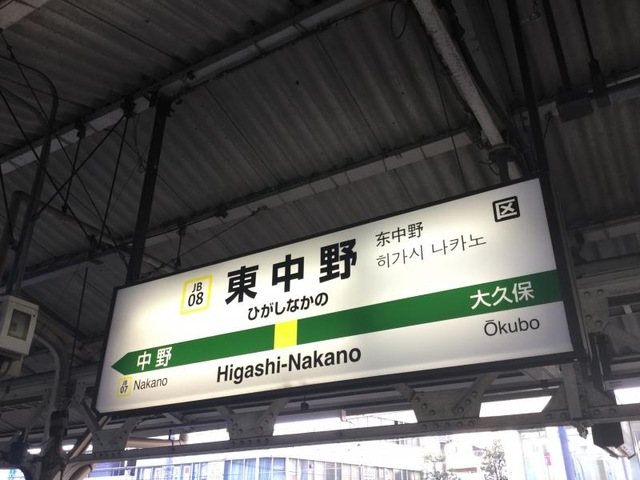 区
JB
08
東中野
东中野
히가시 나카노
ひがしなかの
中野
大久保
JB
07
Nakano
Higashi-Nakano
Ōkubo